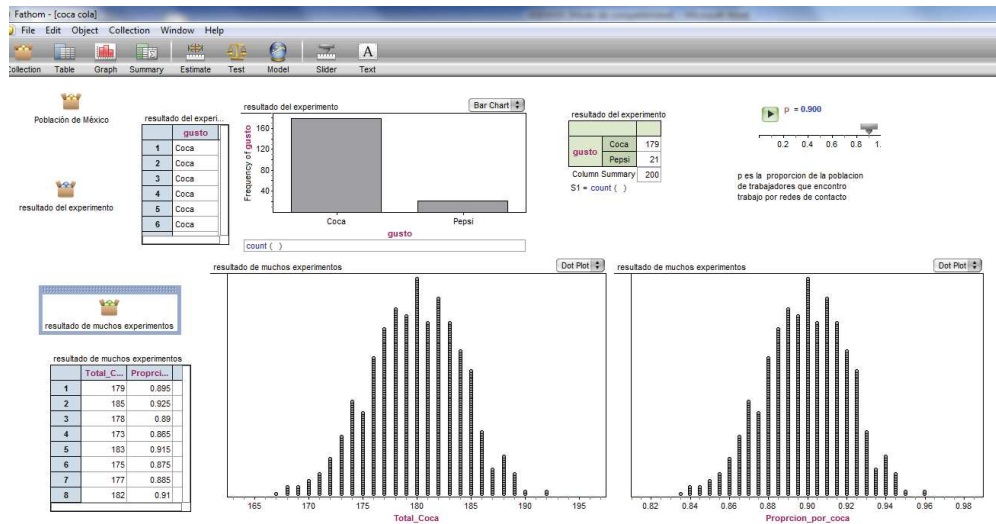 Fathom - [coca cola]
File Edit Object Collection Window Help
Collection Table Graph Summary Estimate Test Model Slider Text
Población de México
resultado del experimento
resultado del experi...
gusto
1 Coca
2 Coca
3 Coca
4 Coca
5 Coca
6 Coca
resultado del experimento
Bar Chart
Frequency of gusto
160
120
80
40
Coca Pepsi
gusto
count ( )
resultado del experimento
gusto Coca 179
Pepsi 21
Column Summary 200
S1 = count ( )
p = 0.900
0.2 0.4 0.6 0.8 1.
p es la proporcion de la poblacion
de trabajadores que encontro
trabajo por redes de contacto
resultado de muchos experimentos
resultado de muchos experimentos
Total_C... Proprci...
1 179 0.895
2 185 0.925
3 178 0.89
4 173 0.865
5 183 0.915
6 175 0.875
7 177 0.885
8 182 0.91
resultado de muchos experimentos
Dot Plot
165 170 175 180 185 190 195
Total_Coca
resultado de muchos experimentos
Dot Plot
0.82 0.84 0.86 0.88 0.90 0.92 0.94 0.96 0.98
Proprcion_por_coca